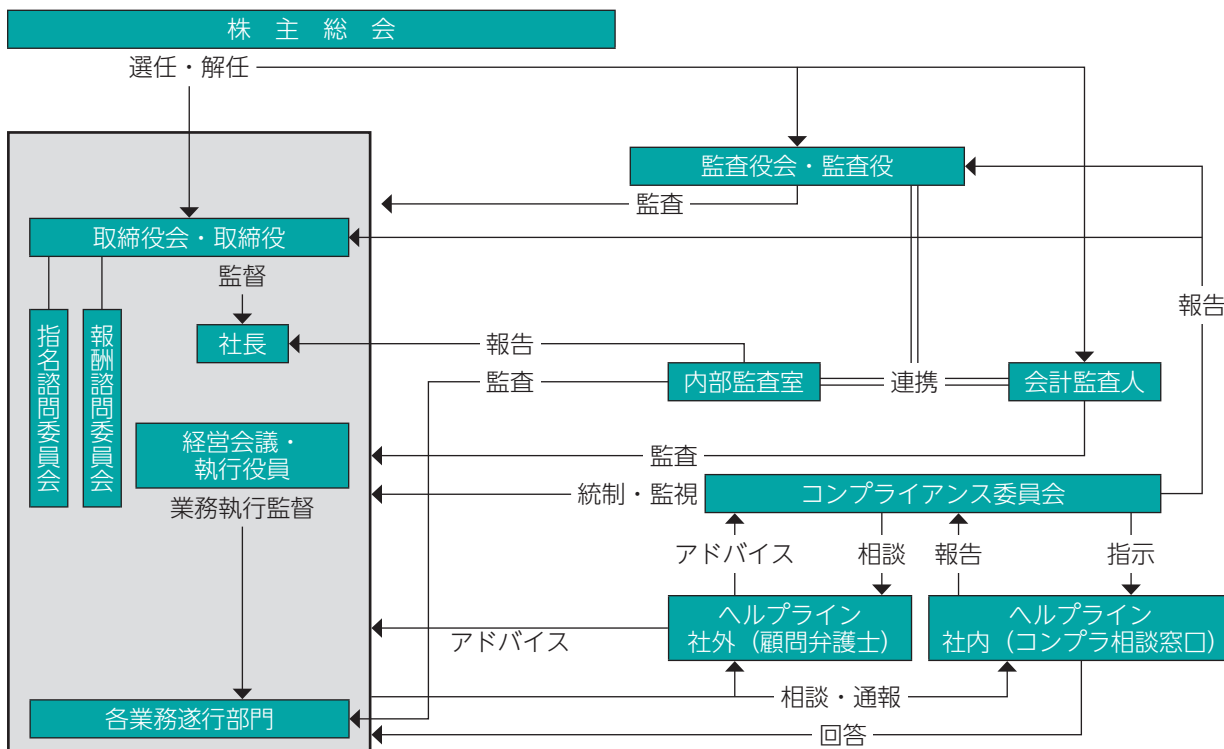 株主総会
選任・解任
監査役会・監査役
監査
取締役会・取締役
監督
報告
指名諮問委員会
報酬諮問委員会
社長
報告
監査
内部監査室
連携
会計監査人
経営会議・
執行役員
監査
業務執行監督
統制・監視
コンプライアンス委員会
アドバイス
相談
報告
指示
ヘルプライン
社外（顧問弁護士）
ヘルプライン
社内（コンプラ相談窓口）
アドバイス
相談・通報
各業務遂行部門
回答